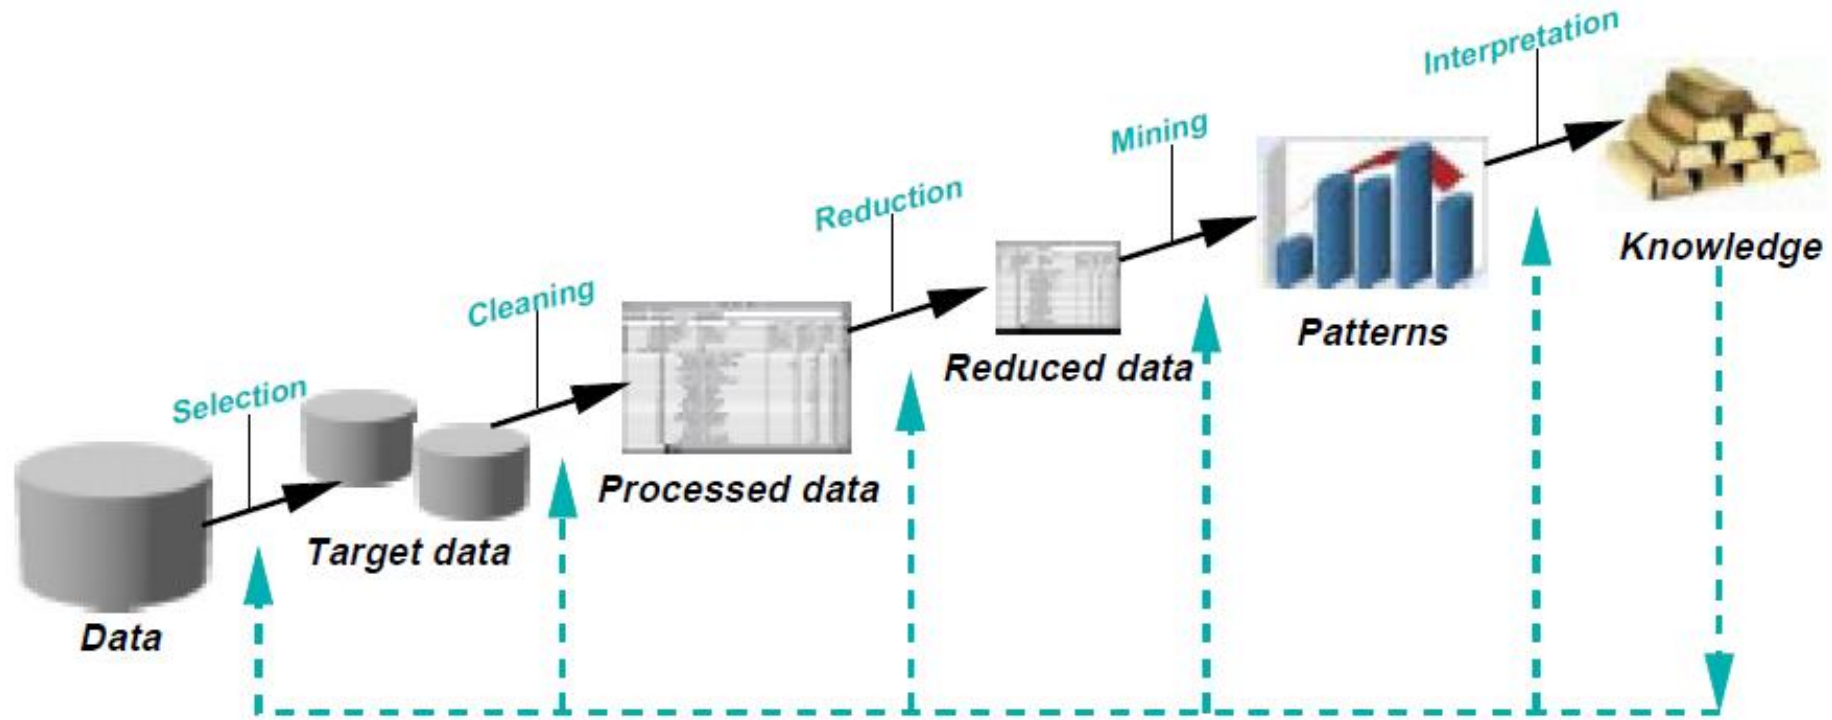 Interpretation
Mining
Reduction
Knowledge
Cleaning
Patterns
Selection
Reduced data
Processed data
Target data
Data